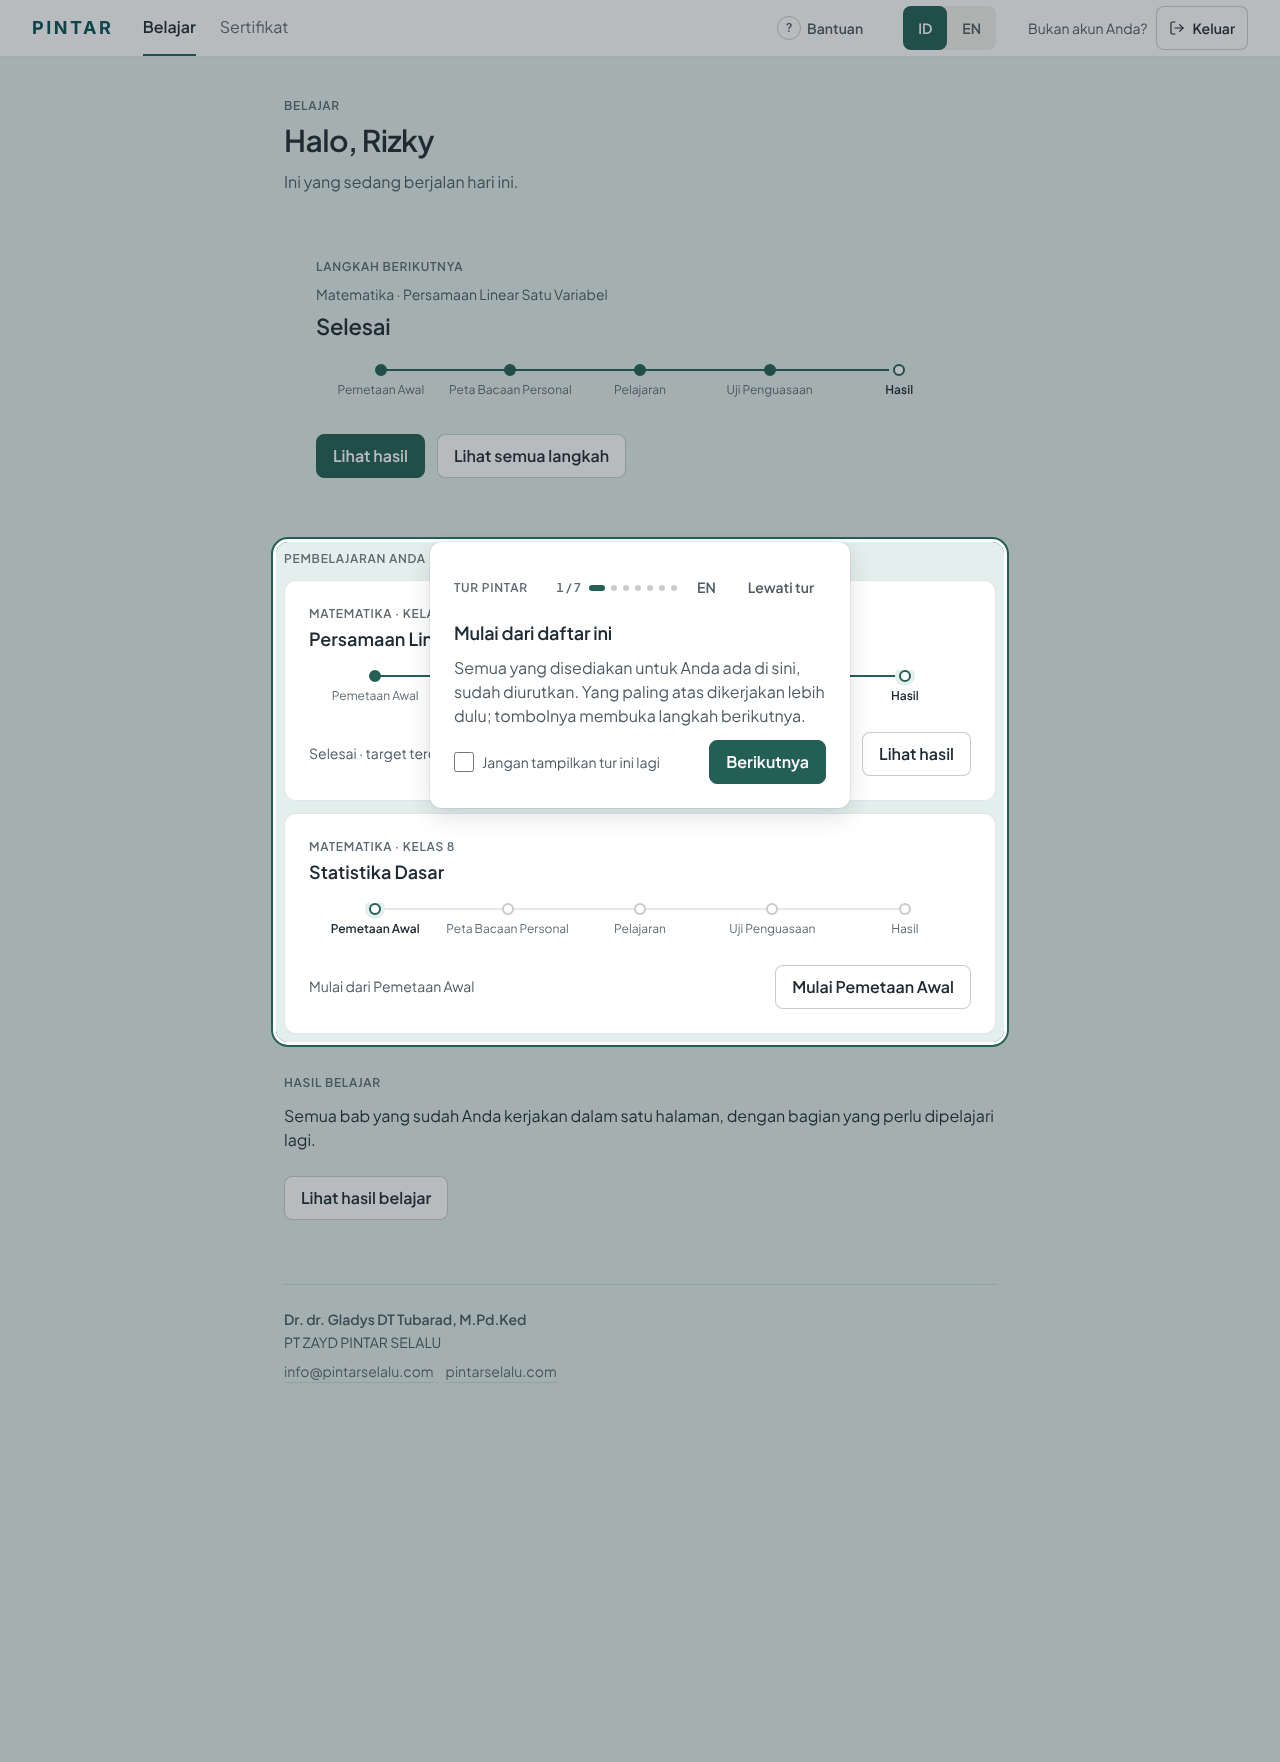 PINTAR
Belajar
Sertifikat
? Bantuan
ID
EN
Bukan akun Anda?
Keluar
BELAJAR
Halo, Rizky
Ini yang sedang berjalan hari ini.
LANGKAH BERIKUTNYA
Matematika · Persamaan Linear Satu Variabel
Selesai
Pemetaan Awal
Peta Bacaan Personal
Pelajaran
Uji Penguasaan
Hasil
Lihat hasil
Lihat semua langkah
PEMBELAJARAN ANDA
TUR PINTAR
1/7
EN
Lewati tur
Mulai dari daftar ini
Semua yang disediakan untuk Anda ada di sini,
sudah diurutkan. Yang paling atas dikerjakan lebih
dulu; tombolnya membuka langkah berikutnya.
Jangan tampilkan tur ini lagi
Berikutnya
MATEMATIKA ·
Persamaan
Pemetaan Awal
Hasil
Selesai · target
Lihat hasil
MATEMATIKA · KELAS 8
Statistika Dasar
Pemetaan Awal
Peta Bacaan Personal
Pelajaran
Uji Penguasaan
Hasil
Mulai dari Pemetaan Awal
Mulai Pemetaan Awal
HASIL BELAJAR
Semua bab yang sudah Anda kerjakan dalam satu halaman, dengan bagian yang perlu dipelajari
lagi.
Lihat hasil belajar
Dr. dr. Gladys DT Tubarad, M.Pd.Ked
PT ZAYD PINTAR SELALU
info@pintarselalu.com
pintarselalu.com